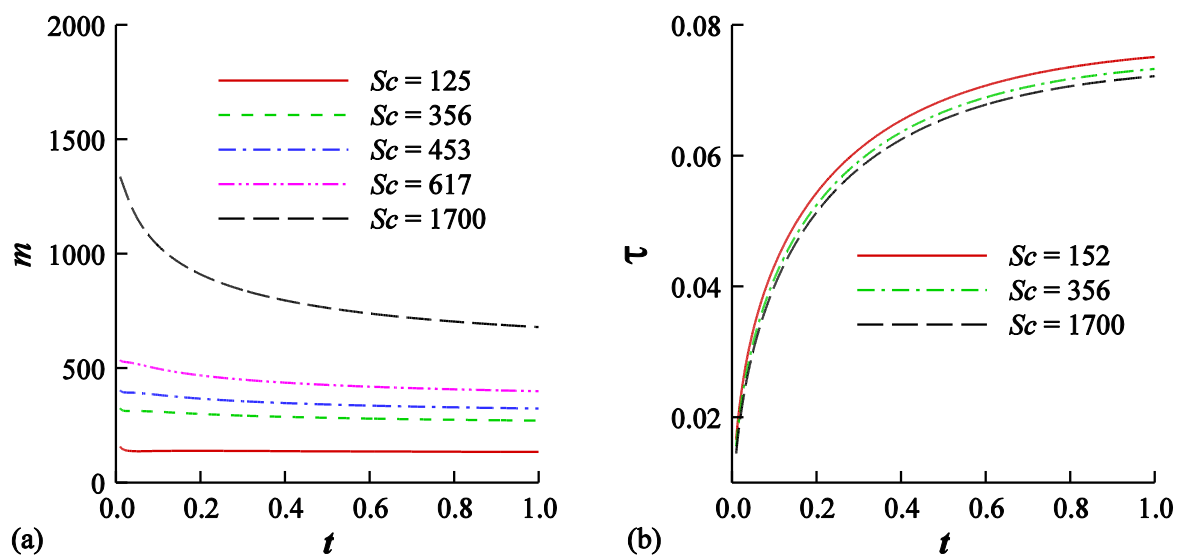 2000
1500
1000
500
0
m
Sc = 125
Sc = 356
Sc = 453
Sc = 617
Sc = 1700
0.0 0.2 0.4 0.6 0.8 1.0
(a)
t
0.08
0.06
0.04
0.02
τ
Sc = 152
Sc = 356
Sc = 1700
0.0 0.2 0.4 0.6 0.8 1.0
(b)
t